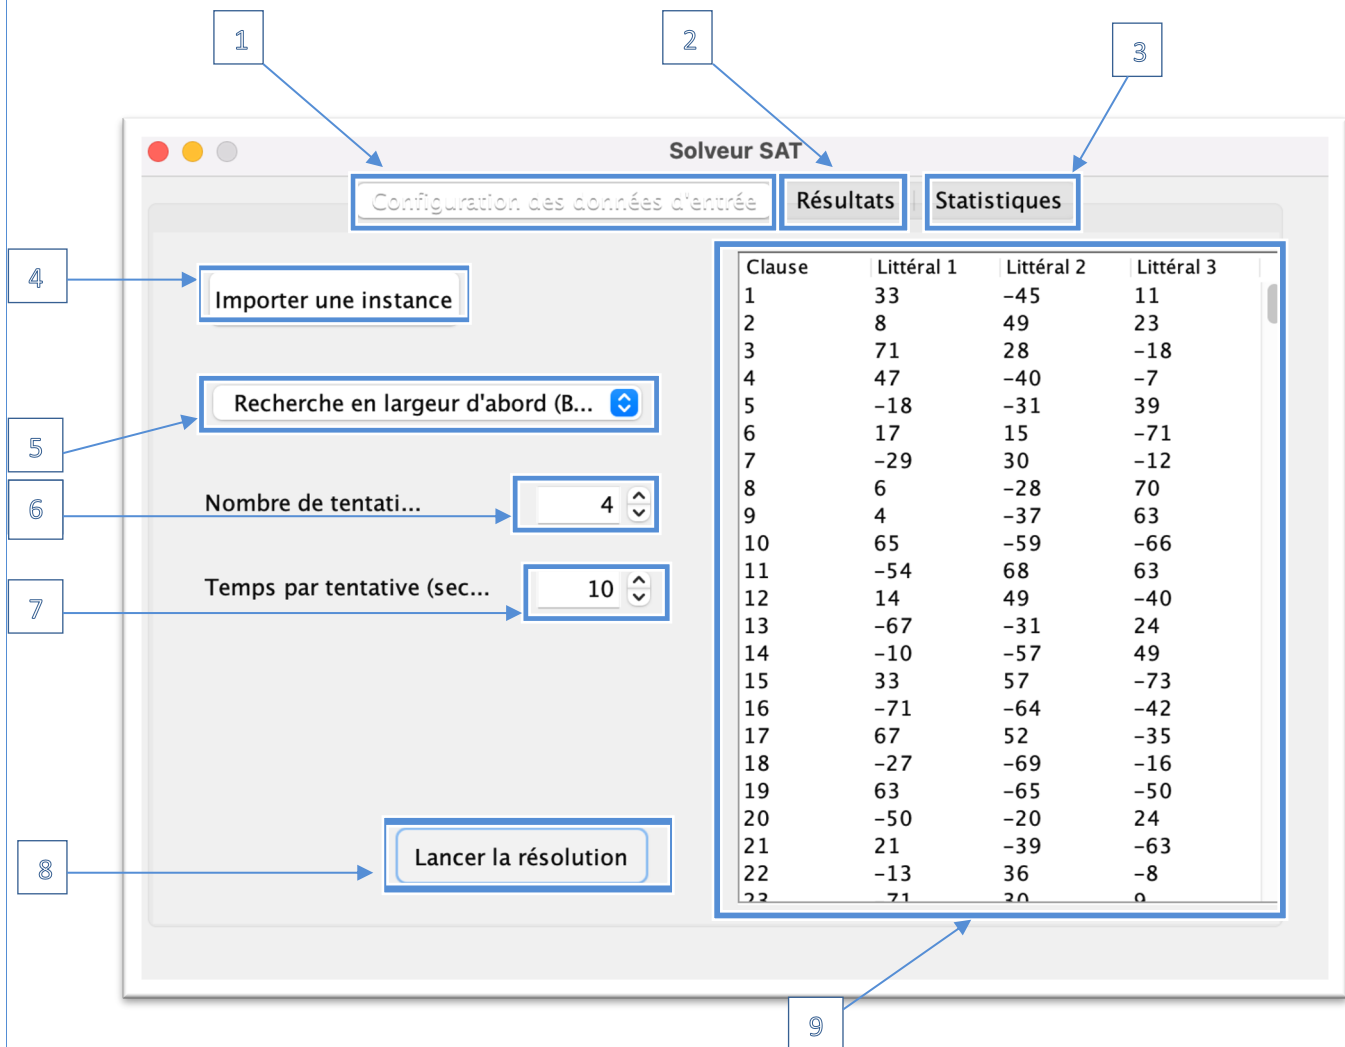 1
2
3
Solveur SAT
Configuration des données d'entrée
Résultats
Statistiques
4
Importer une instance
5
Recherche en largeur d'abord (B...
6
Nombre de tentati...
4
7
Temps par tentative (sec...
10
8
Lancer la résolution
Clause Littéral 1 Littéral 2 Littéral 3
1 33 -45 11
2 8 49 23
3 71 28 -18
4 47 -40 -7
5 -18 -31 39
6 17 15 -71
7 -29 30 -12
8 6 -28 70
9 4 -37 63
10 65 -59 -66
11 -54 68 63
12 14 49 -40
13 -67 -31 24
14 -10 -57 49
15 33 57 -73
16 -71 -64 -42
17 67 52 -35
18 -27 -69 -16
19 63 -65 -50
20 -50 -20 24
21 21 -39 -63
22 -13 36 -8
23 -71 30 9
9